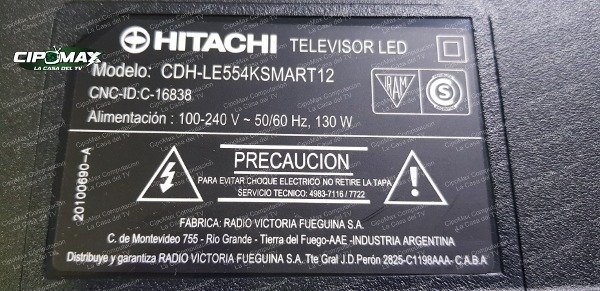 CIPOMAX
LA CASA DEL TV
HITACHI TELEVISOR LED
Modelo: CDH-LE554KSMART12
CNC-ID:C-16838
Alimentación : 100-240 V ~ 50/60 Hz, 130 W
IRAM
S
PRECAUCION
PARA EVITAR CHOQUE ELECTRICO NO RETIRE LA TAPA
SERVICIO TECNICO: 4983-7116 / 7722
20100690-A
FABRICA: RADIO VICTORIA FUEGUINA S.A.
C. de Montevideo 755 - Rio Grande - Tierra del Fuego-AAE -INDUSTRIA ARGENTINA
Distribuye y garantiza RADIO VICTORIA FUEGUINA S.A. Tte Gral J.D.Perón 2825-C1198AAA- C.A.B.A